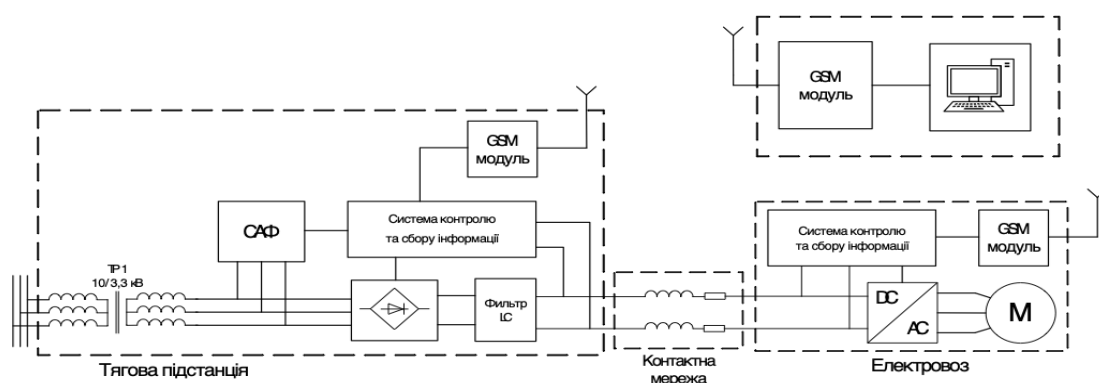 GSM
модуль
GSM
модуль
САФ
Система контролю
та сбору інформації
ТР1
10/3,3 кВ
Фильтр
LC
Тягова підстанція
Контактна
мережа
Система контролю
та сбору інформації
GSM
модуль
DC
AC
М
Електровоз